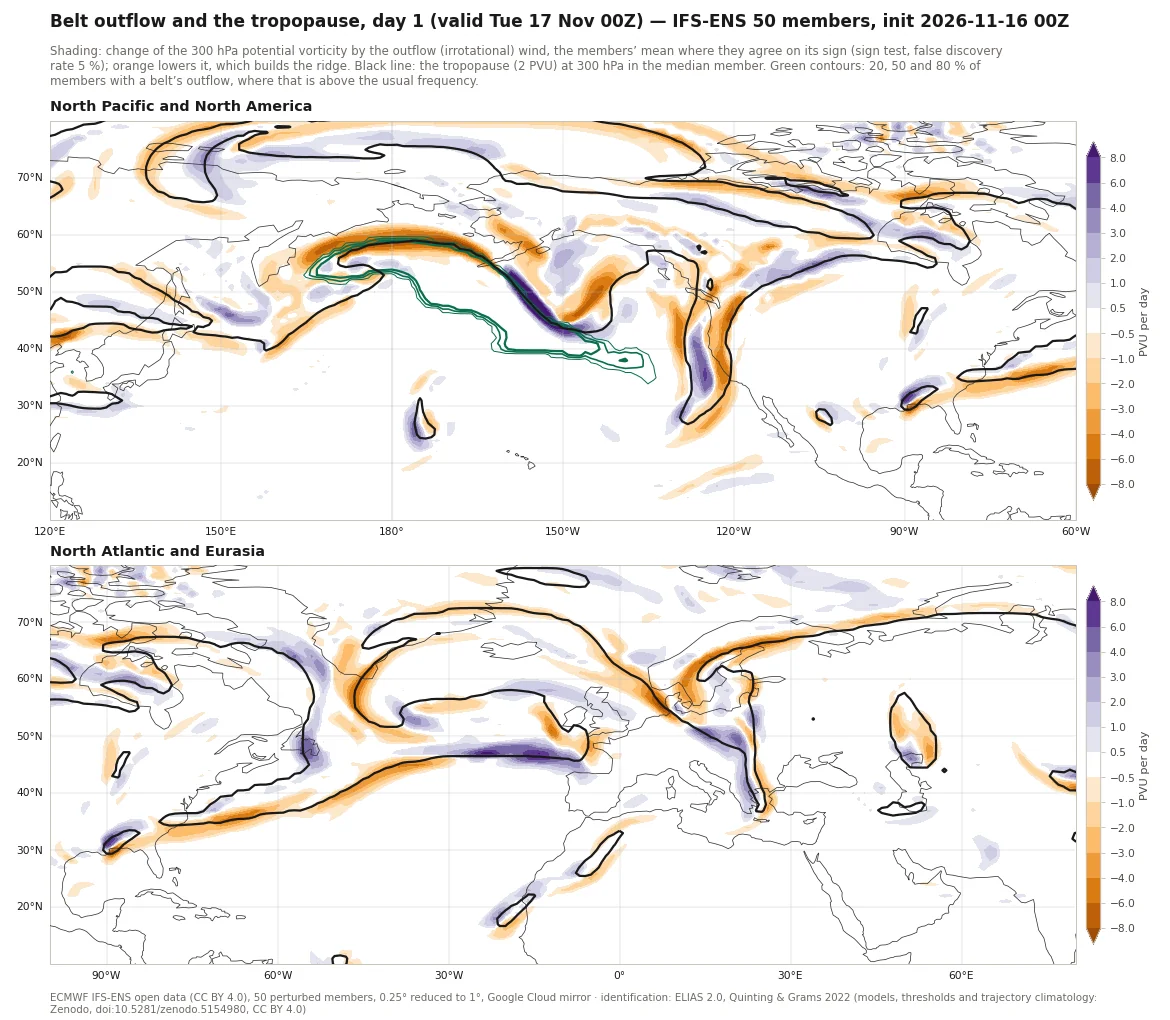 Belt outflow and the tropopause, day 1 (valid Tue 17 Nov 00Z) — IFS-ENS 50 members, init 2026-11-16 00Z
Shading: change of the 300 hPa potential vorticity by the outflow (irrotational) wind, the members’ mean where they agree on its sign (sign test, false discovery
rate 5 %); orange lowers it, which builds the ridge. Black line: the tropopause (2 PVU) at 300 hPa in the median member. Green contours: 20, 50 and 80 % of
members with a belt’s outflow, where that is above the usual frequency.
North Pacific and North America
70°N
60°N
50°N
40°N
30°N
20°N
120°E 150°E 180° 150°W 120°W 90°W 60°W
8.0
6.0
4.0
3.0
2.0
1.0
0.5
−0.5
−1.0
−2.0
−3.0
−4.0
−6.0
−8.0
PVU per day
North Atlantic and Eurasia
70°N
60°N
50°N
40°N
30°N
20°N
90°W 60°W 30°W 0° 30°E 60°E
8.0
6.0
4.0
3.0
2.0
1.0
0.5
−0.5
−1.0
−2.0
−3.0
−4.0
−6.0
−8.0
PVU per day
ECMWF IFS-ENS open data (CC BY 4.0), 50 perturbed members, 0.25° reduced to 1°, Google Cloud mirror · identification: ELIAS 2.0, Quinting & Grams 2022 (models, thresholds and trajectory climatology:
Zenodo, doi:10.5281/zenodo.5154980, CC BY 4.0)